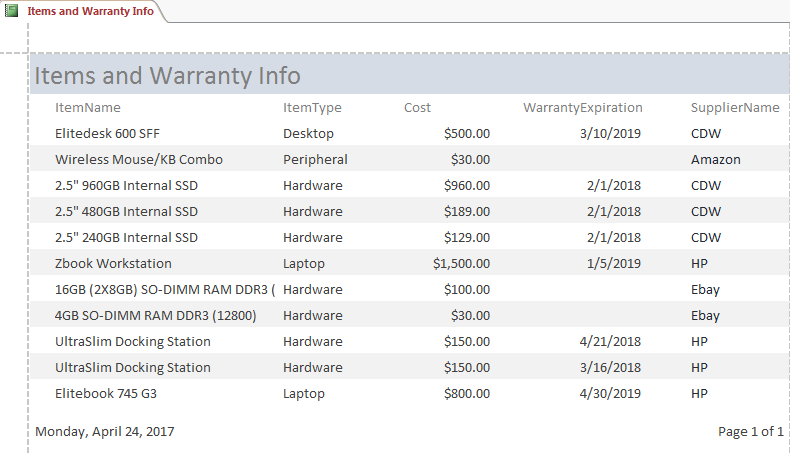 Items and Warranty Info
Items and Warranty Info
ItemName ItemType Cost WarrantyExpiration SupplierName
Elitedesk 600 SFF Desktop $500.00 3/10/2019 CDW
Wireless Mouse/KB Combo Peripheral $30.00 Amazon
2.5" 960GB Internal SSD Hardware $960.00 2/1/2018 CDW
2.5" 480GB Internal SSD Hardware $189.00 2/1/2018 CDW
2.5" 240GB Internal SSD Hardware $129.00 2/1/2018 CDW
Zbook Workstation Laptop $1,500.00 1/5/2019 HP
16GB (2X8GB) SO-DIMM RAM DDR3 ( Hardware $100.00 Ebay
4GB SO-DIMM RAM DDR3 (12800) Hardware $30.00 Ebay
UltraSlim Docking Station Hardware $150.00 4/21/2018 HP
UltraSlim Docking Station Hardware $150.00 3/16/2018 HP
Elitebook 745 G3 Laptop $800.00 4/30/2019 HP
Monday, April 24, 2017 Page 1 of 1